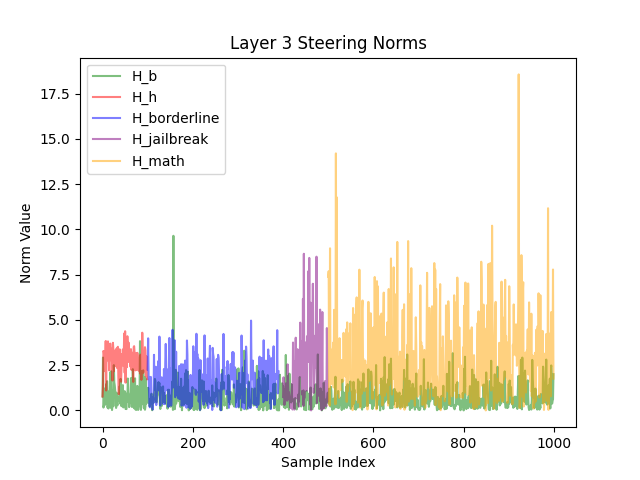 Layer 3 Steering Norms
H_b
H_h
H_borderline
H_jailbreak
H_math
Norm Value
17.5
15.0
12.5
10.0
7.5
5.0
2.5
0.0
0 200 400 600 800 1000
Sample Index